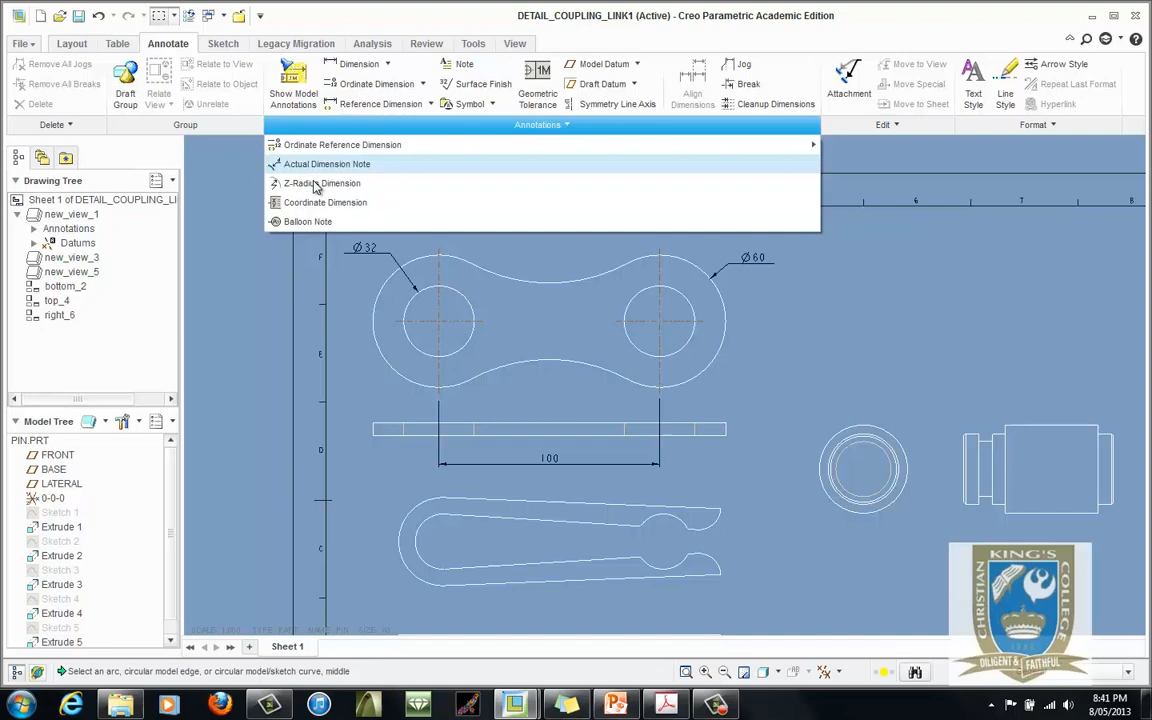 DETAIL_COUPLING_LINK1 (Active) - Creo Parametric Academic Edition
File Layout Table Annotate Sketch Legacy Migration Analysis Review Tools View
Remove All Jogs
Remove All Breaks
Delete
Draft Group
Relate View
Relate to View
Relate to Object
Unrelate
Show Model Annotations
Dimension
Ordinate Dimension
Reference Dimension
Note
Surface Finish
Symbol
Geometric Tolerance
Model Datum
Draft Datum
Symmetry Line Axis
Align Dimensions
Jog
Break
Cleanup Dimensions
Attachment
Move to View
Move to Object
Move to Sheet
Text Style
Line Style
Arrow Style
Repeat Last Format
Hyperlink
Delete Group Annotations Edit Format
Ordinate Reference Dimension
Actual Dimension Note
Z-Radius Dimension
Coordinate Dimension
Balloon Note
Drawing Tree
Sheet 1 of DETAIL_COUPLING_LI
new_view_1
Annotations
Datums
new_view_3
new_view_5
bottom_2
top_4
right_6
Model Tree
PIN.PRT
FRONT
BASE
LATERAL
0-0-0
Sketch 1
Extrude 1
Sketch 2
Extrude 2
Sketch 3
Extrude 3
Sketch 4
Extrude 4
Sketch 5
Extrude 5
6 7 8
F
E
D
C
Ø32
Ø60
100
KING'S
CHRISTIAN
COLLEGE
DILIGENT & FAITHFUL
Sheet 1
Select an arc, circular model edge, or circular model/sketch curve, middle
8:41 PM
8/05/2013